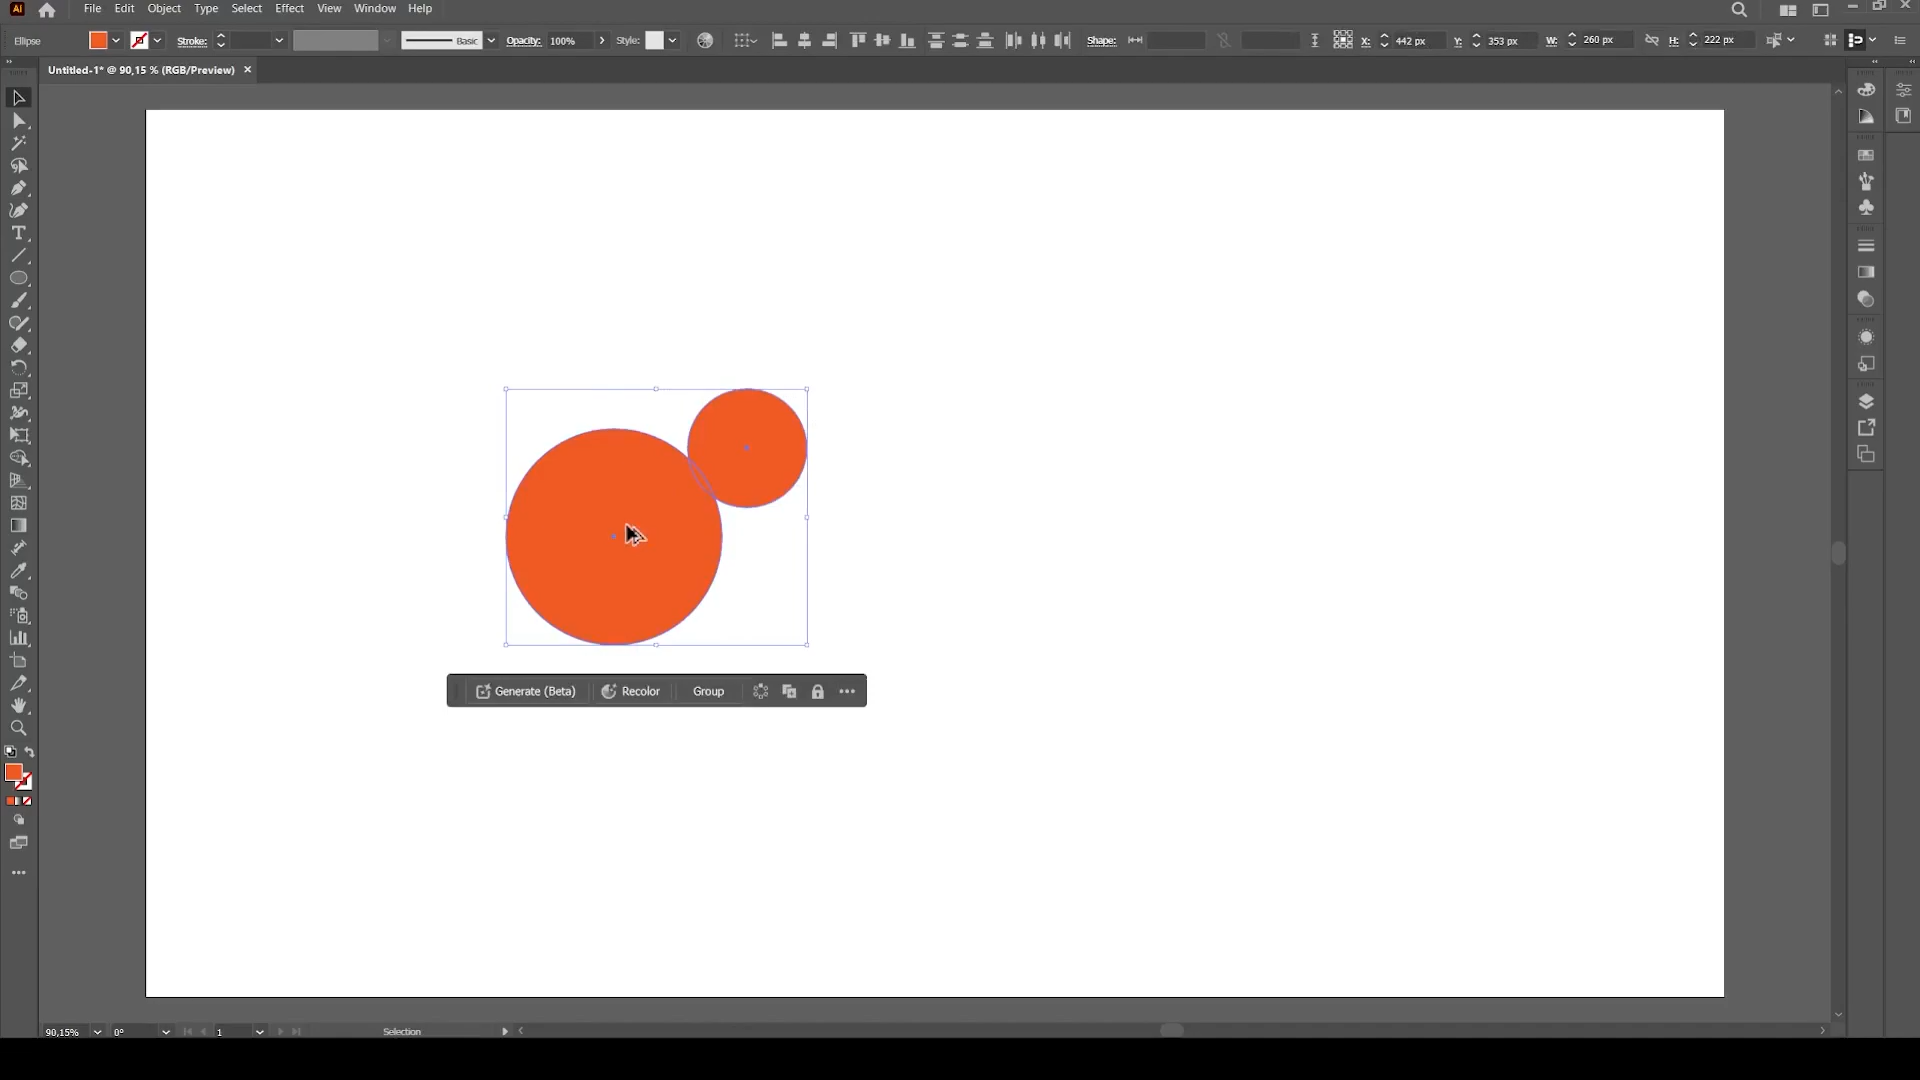 Ai File Edit Object Type Select Effect View Window Help
Ellipse Stroke: Basic Opacity: 100% Style: Shape: X: 442 px Y: 353 px W: 260 px H: 222 px
Untitled-1* @ 90,15 % (RGB/Preview) ×
T
Generate (Beta) Recolor Group
90,15% 0° 1 Selection